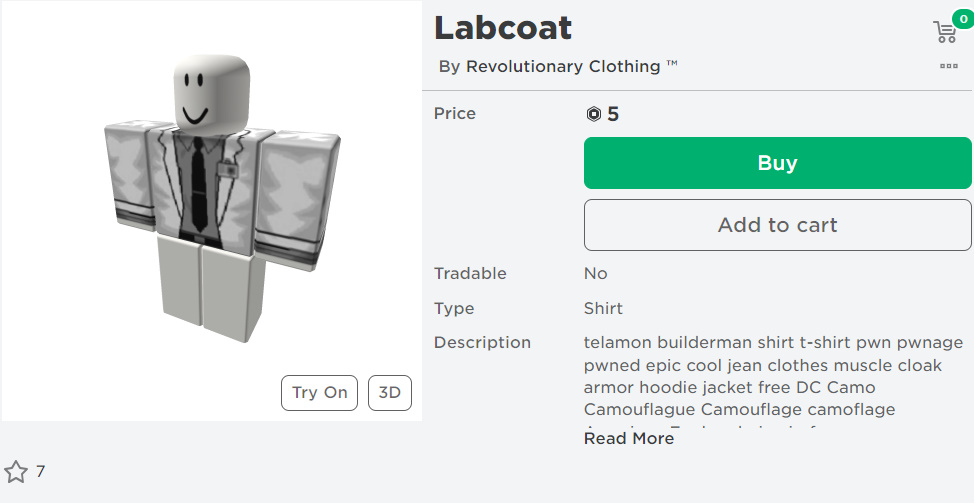 Labcoat
0
By Revolutionary Clothing ™
Price
5
Buy
Add to cart
Tradable
No
Type
Shirt
Description
telamon builderman shirt t-shirt pwn pwnage
pwned epic cool jean clothes muscle cloak
armor hoodie jacket free DC Camo
Camouflague Camouflage camoflage
Read More
Try On
3D
7